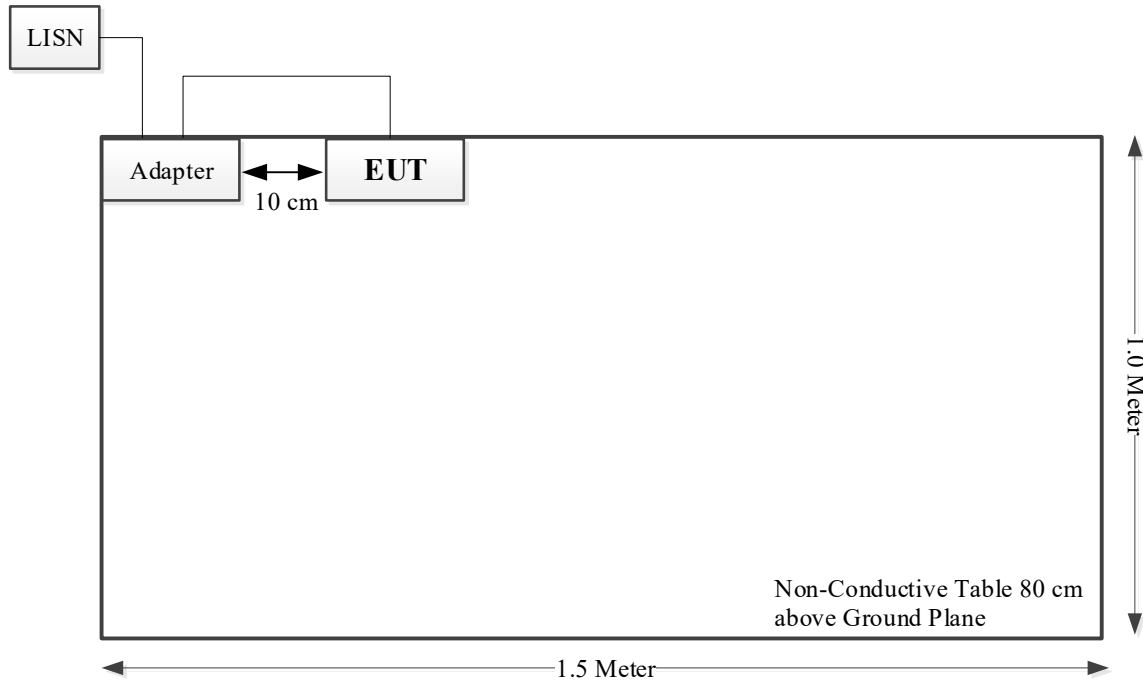 LISN
Adapter
EUT
10 cm
1.0 Meter
Non-Conductive Table 80 cm
above Ground Plane
1.5 Meter